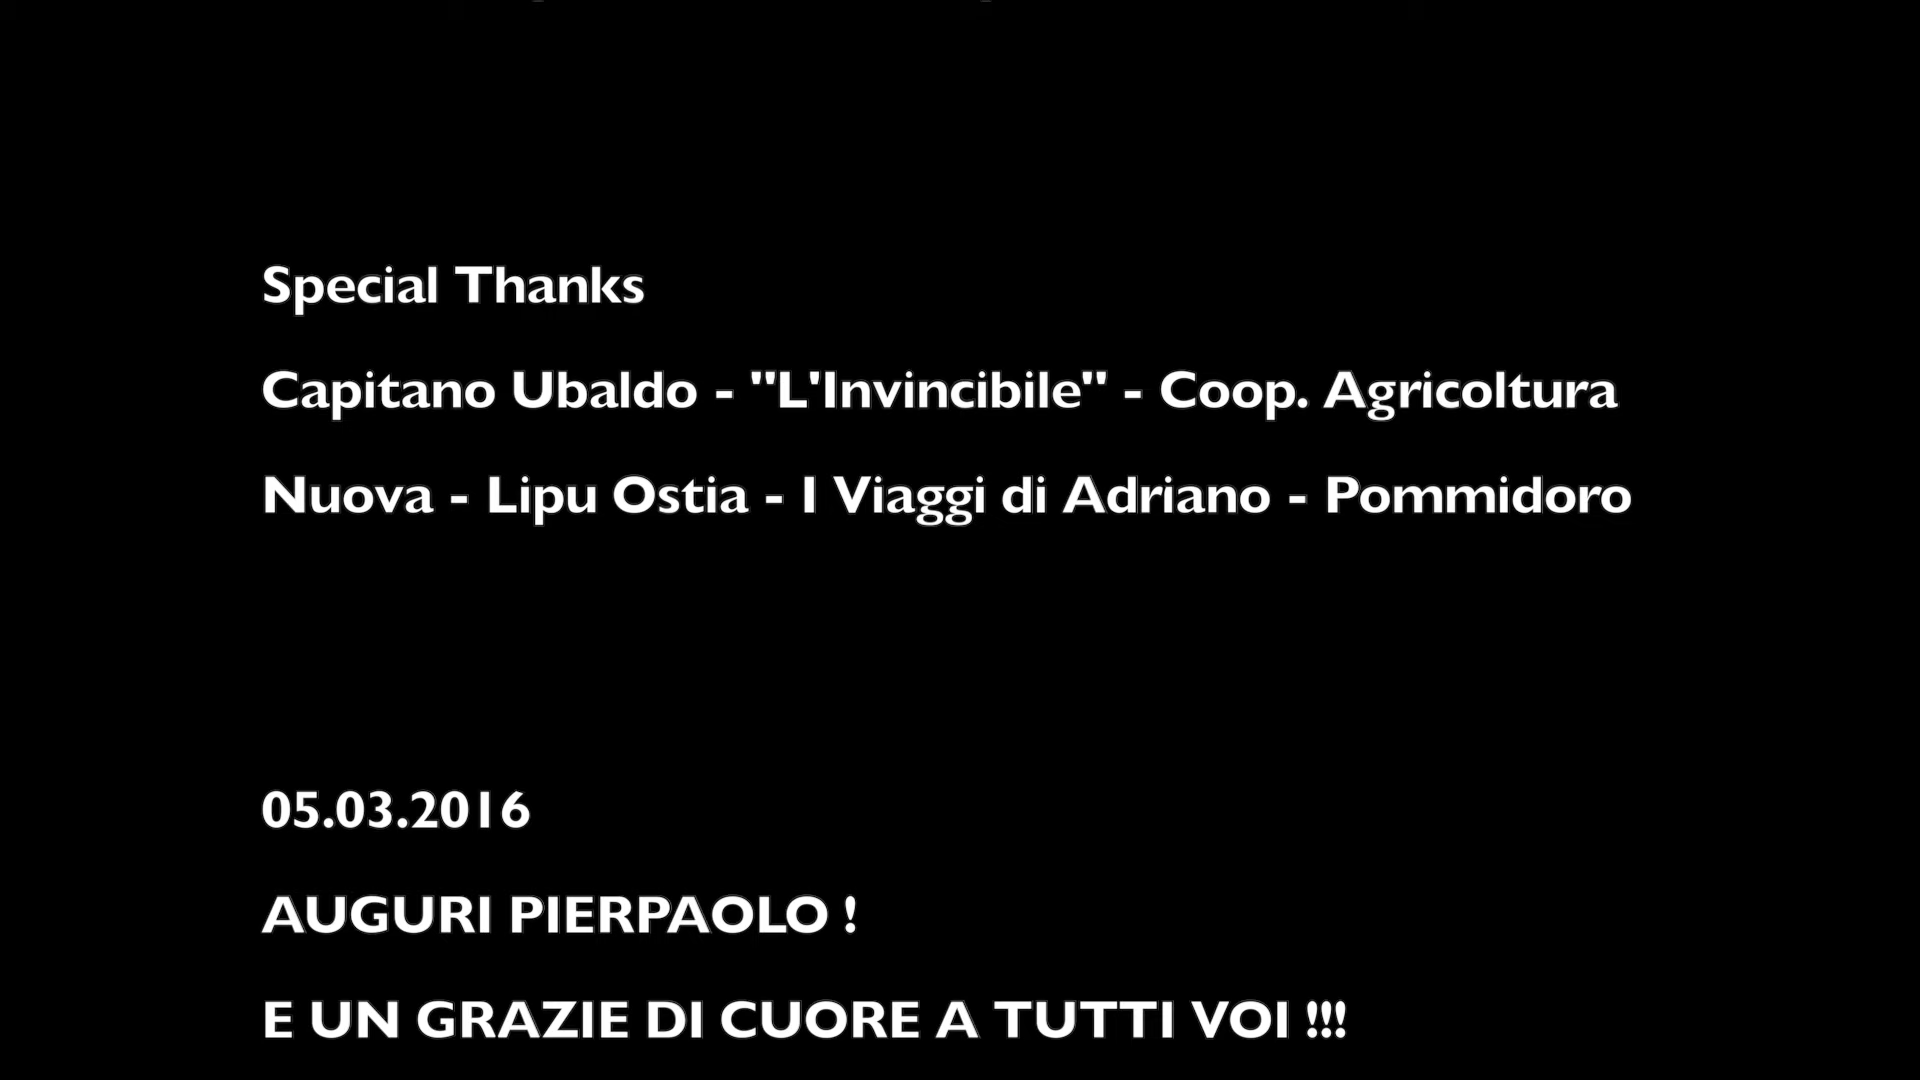 Special Thanks
Capitano Ubaldo - "L'Invincibile" - Coop. Agricoltura
Nuova - Lipu Ostia - I Viaggi di Adriano - Pommidoro
05.03.2016
AUGURI PIERPAOLO !
E UN GRAZIE DI CUORE A TUTTI VOI !!!